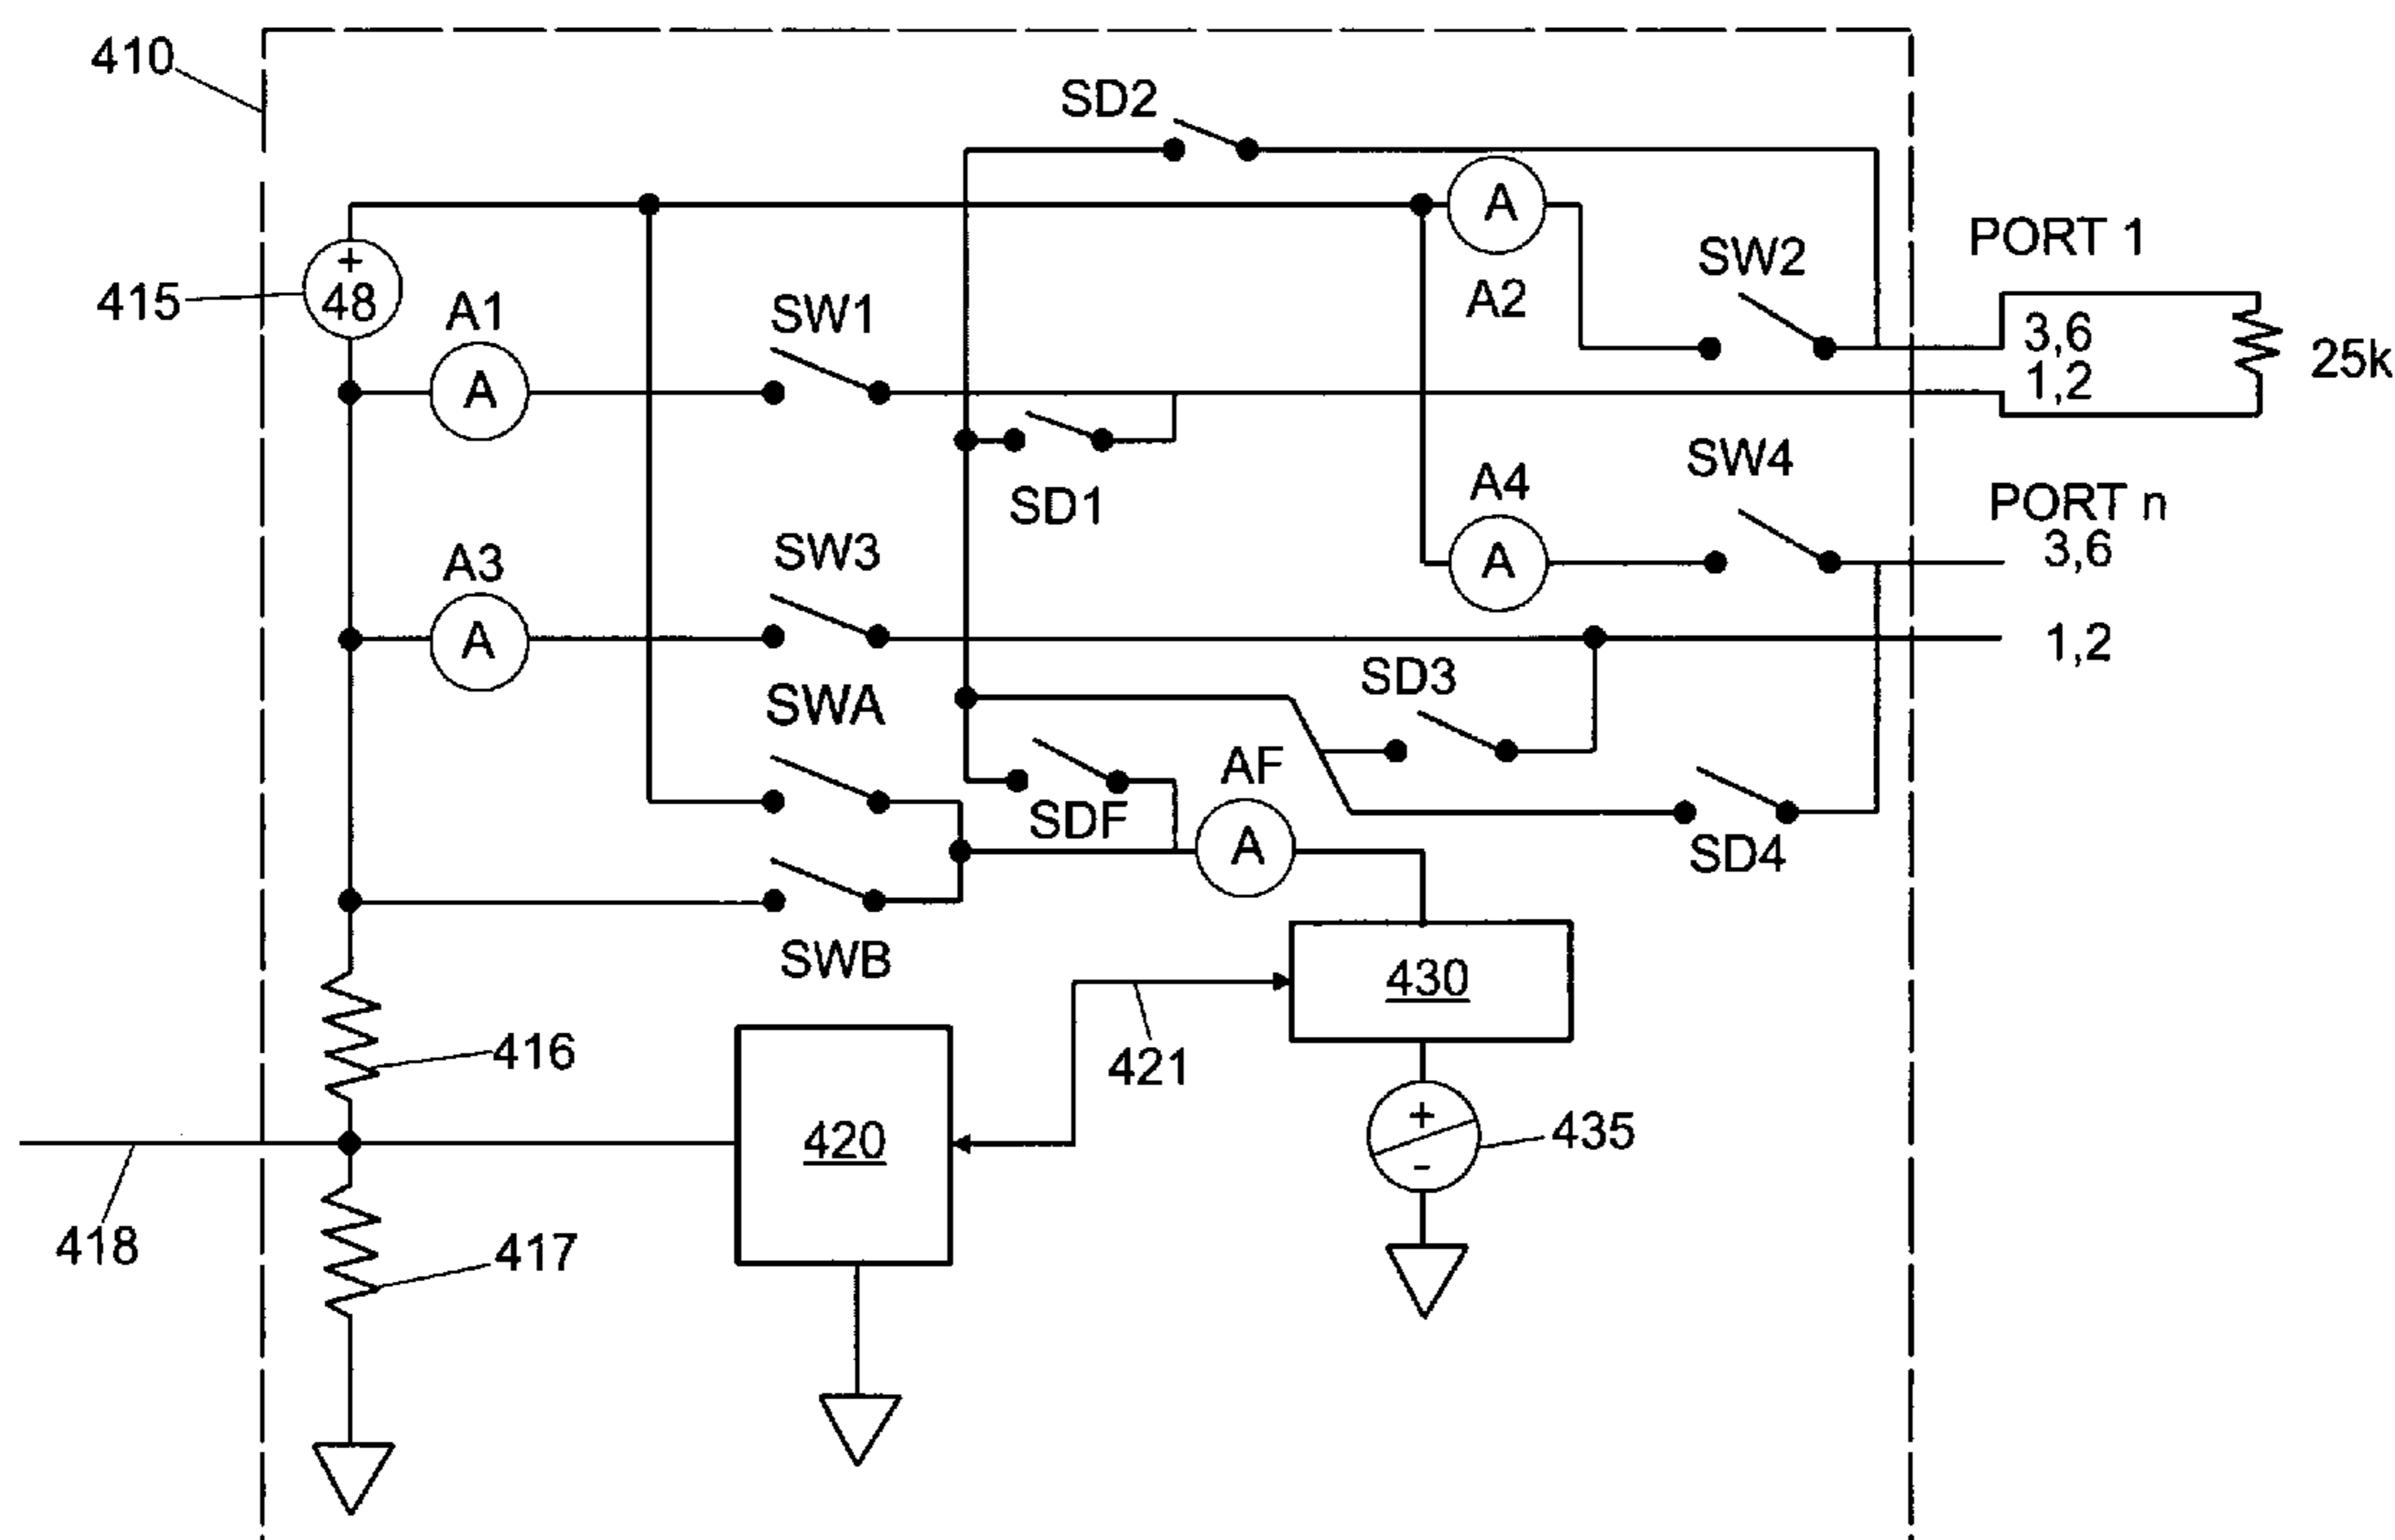 410
SD2
A
PORT 1
SW2
+
48
415
A1
SW1
A2
3,6
1,2
25k
A
SD1
A4
SW4
PORT n
3,6
A3
SW3
A
A
1,2
SWA
SD3
AF
SDF
A
SD4
SWB
430
416
421
420
+
-
435
418
417